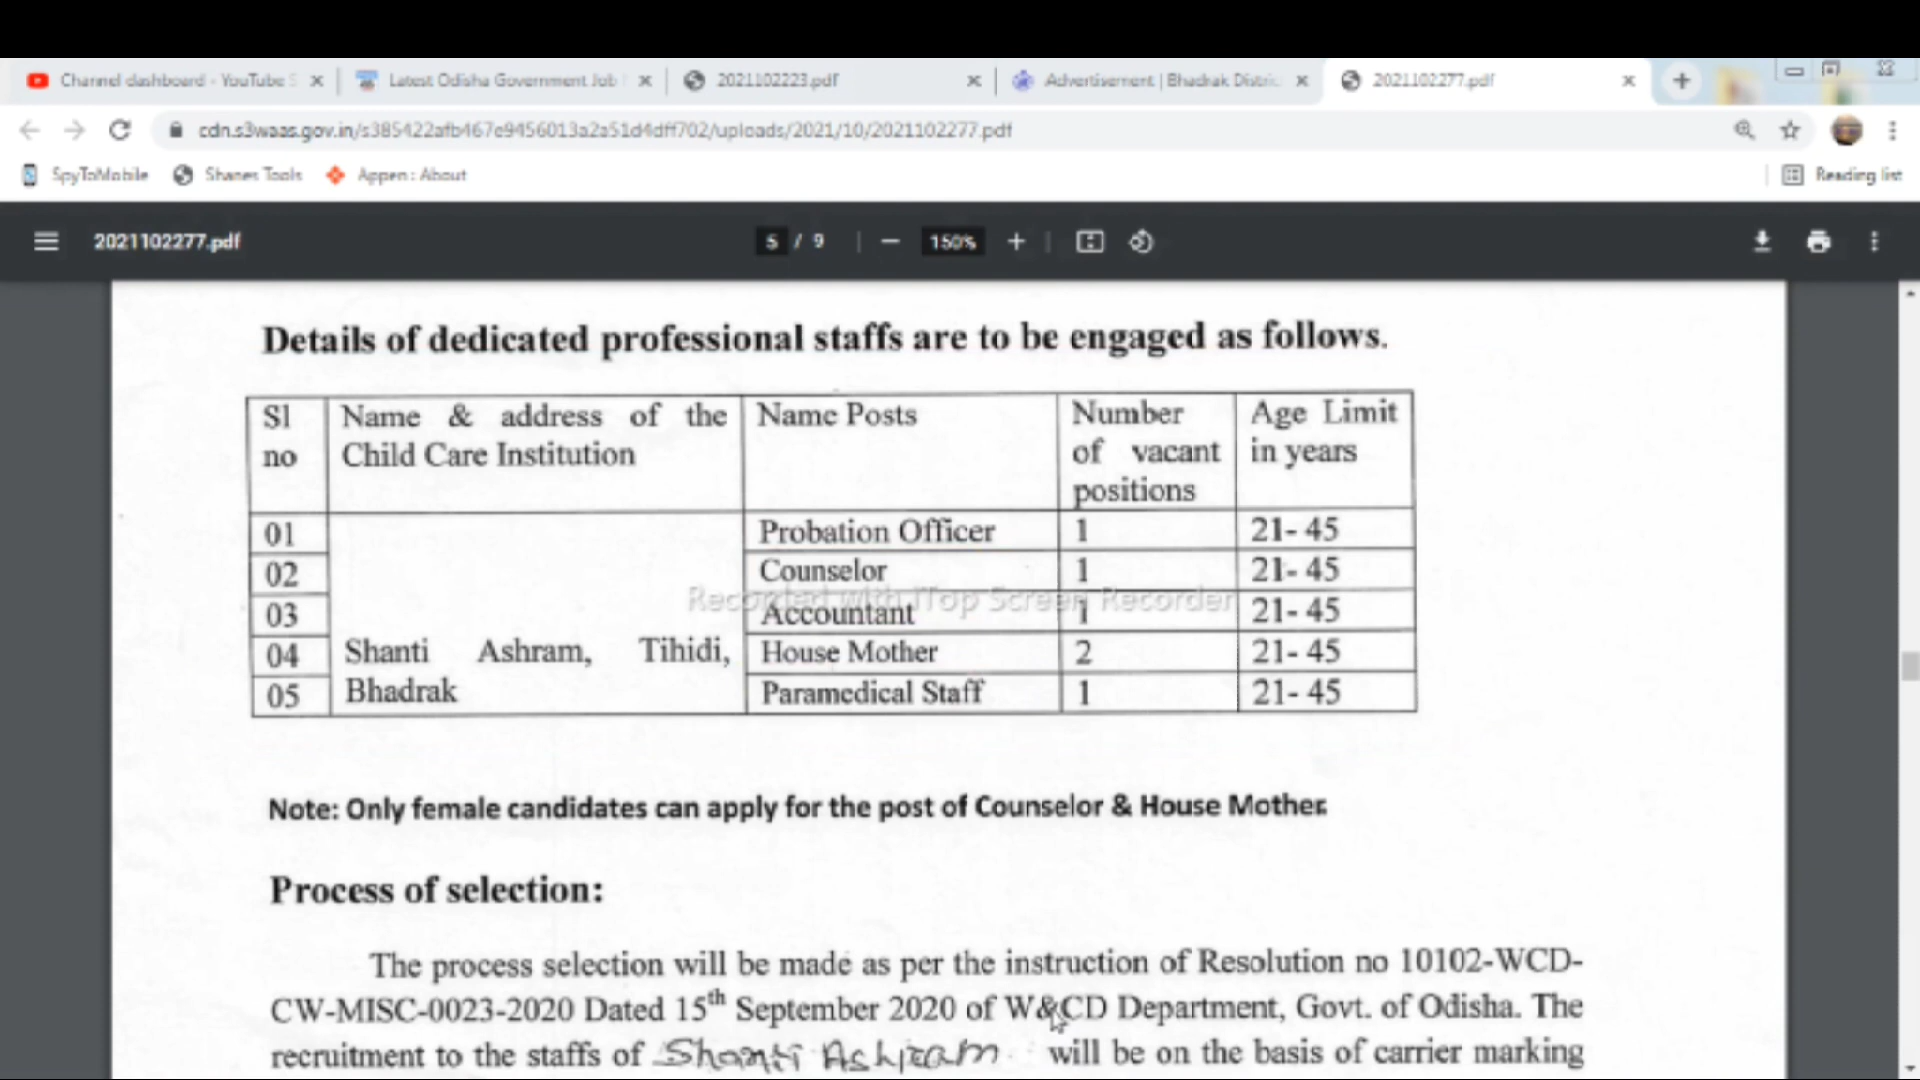 Channel dashboard - YouTube S
Latest Odisha Government Job
2021102223.pdf
Advertisement | Bhadrak Distric
2021102277.pdf
cdn.s3waas.gov.in/s385422afb467e9456013a2a51d4dff702/uploads/2021/10/2021102277.pdf
SpyToMobile Shanes Tools Appen: About Reading list
2021102277.pdf 5 / 9 150%
Details of dedicated professional staffs are to be engaged as follows.
Sl Name & address of the Name Posts Number Age Limit
no Child Care Institution of vacant in years
positions
01 Probation Officer 1 21- 45
02 Counselor 1 21- 45
Recorded with iTop Screen Recorder
03 Accountant 1 21- 45
04 Shanti Ashram, Tihidi, House Mother 2 21- 45
05 Bhadrak Paramedical Staff 1 21- 45
Note: Only female candidates can apply for the post of Counselor & House Mother.
Process of selection:
The process selection will be made as per the instruction of Resolution no 10102-WCD-
CW-MISC-0023-2020 Dated 15th September 2020 of W&CD Department, Govt. of Odisha. The
recruitment to the staffs of Shanti Ashram will be on the basis of carrier marking